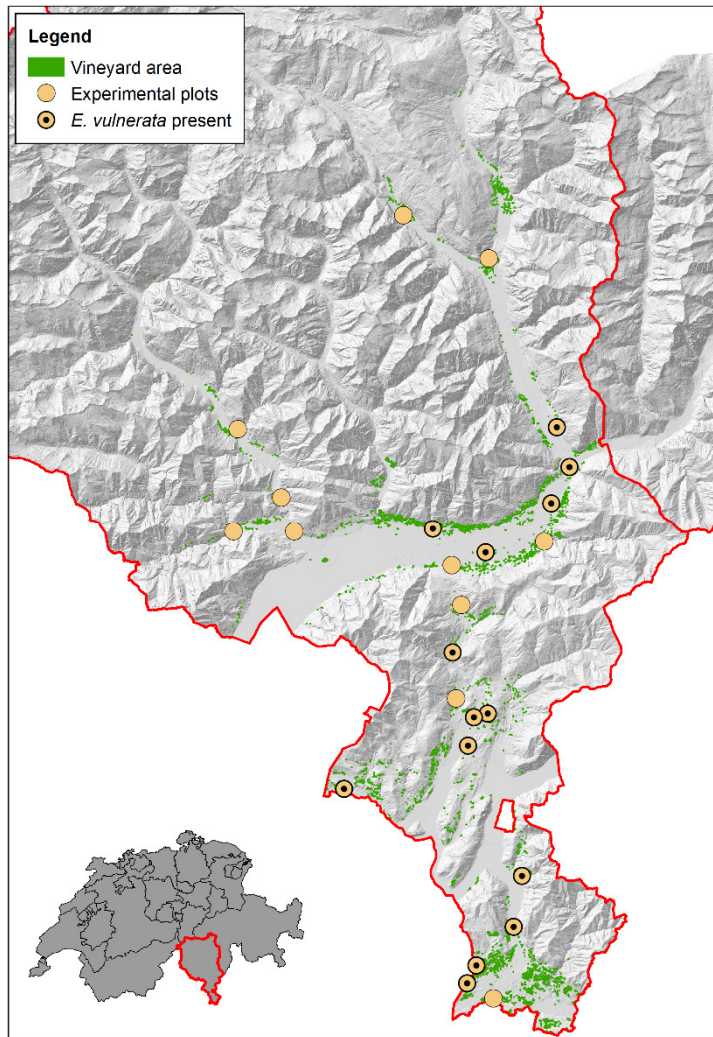 Legend
Vineyard area
Experimental plots
E. vulnerata present